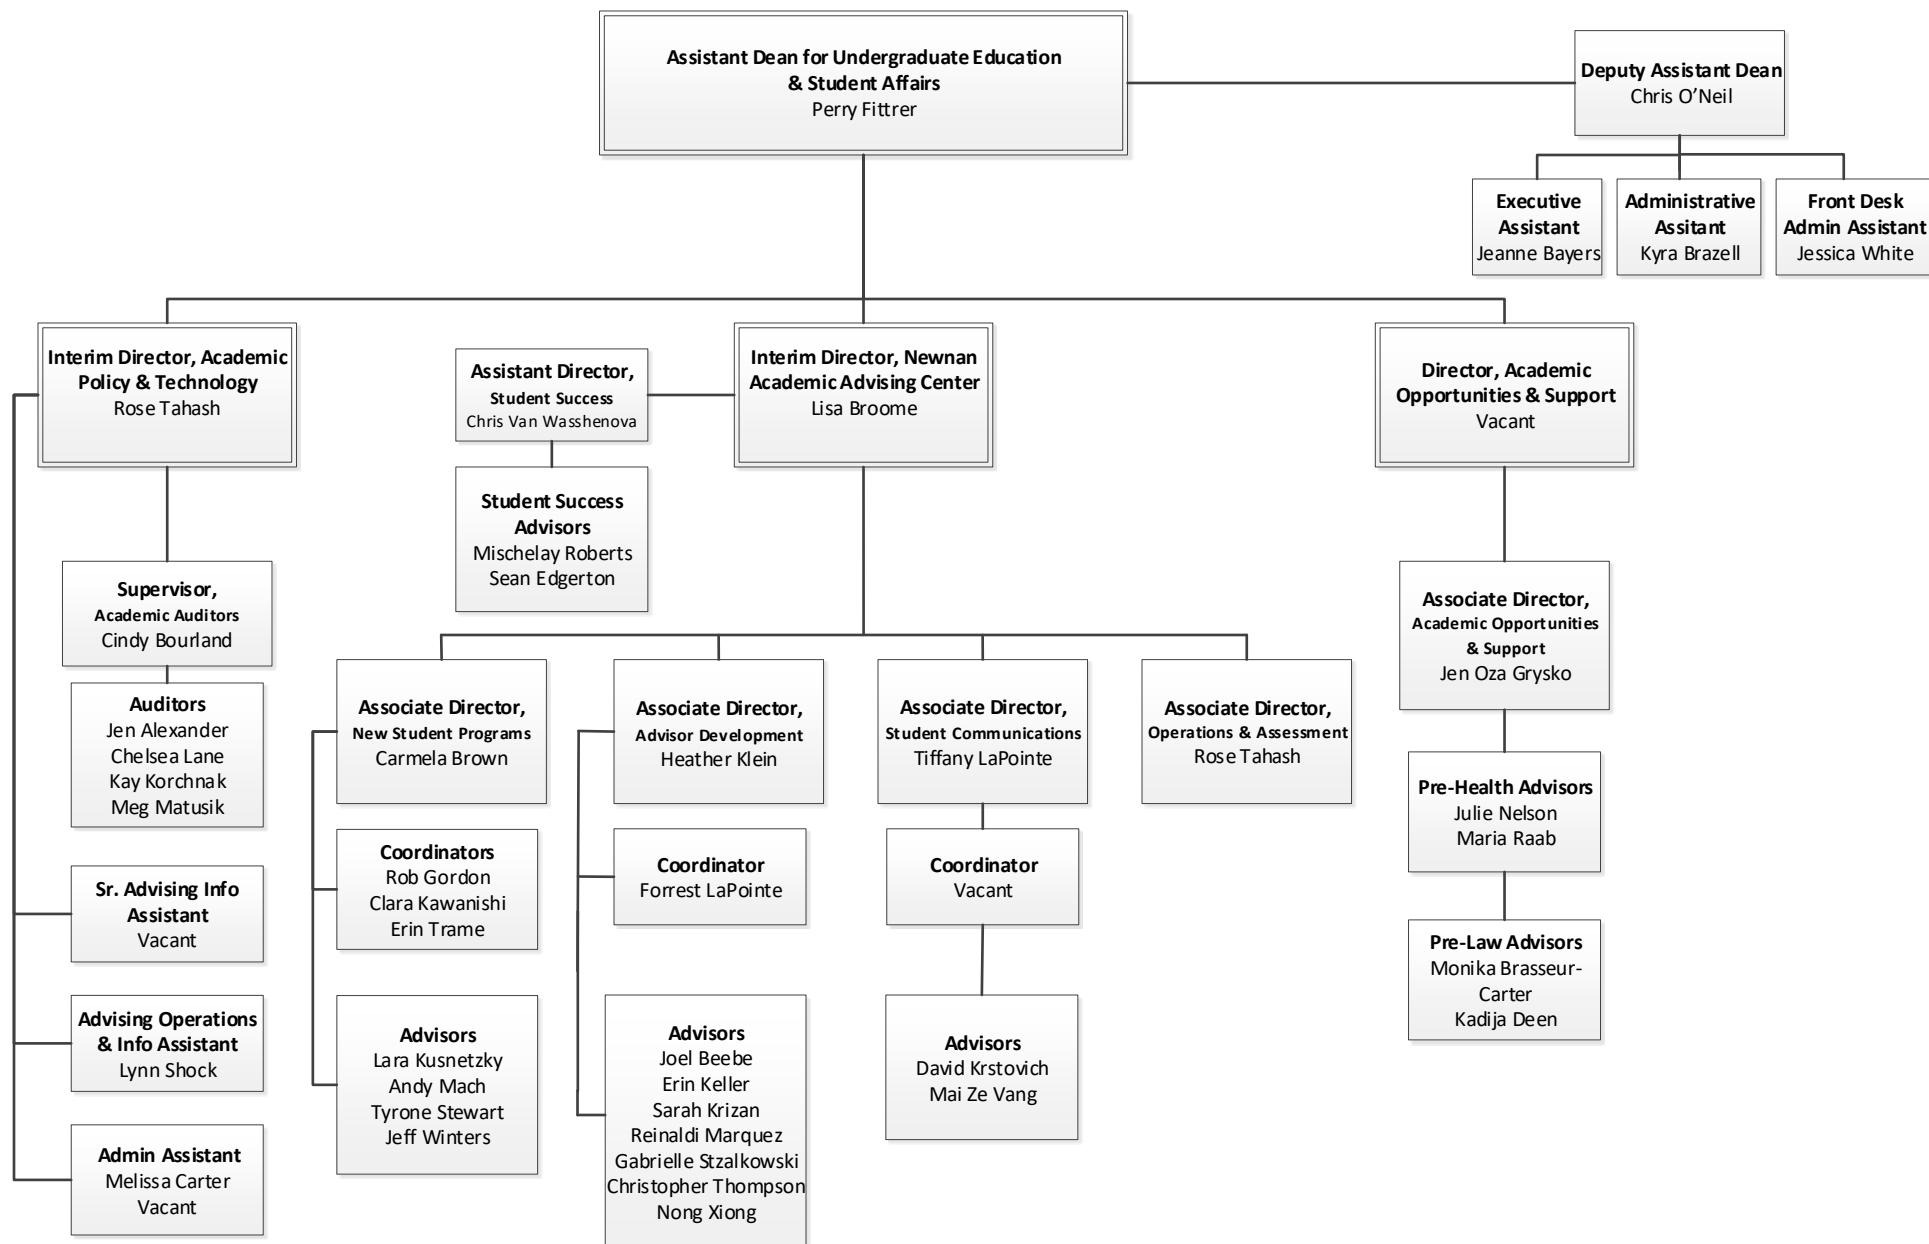 Assistant Dean for Undergraduate Education
& Student Affairs
Perry Fittrer
Deputy Assistant Dean
Chris O’Neil
Executive
Assistant
Jeanne Bayers
Administrative
Assitant
Kyra Brazell
Front Desk
Admin Assistant
Jessica White
Interim Director, Academic
Policy & Technology
Rose Tahash
Assistant Director,
Student Success
Chris Van Wasshenova
Interim Director, Newnan
Academic Advising Center
Lisa Broome
Director, Academic
Opportunities & Support
Vacant
Student Success
Advisors
Mischelay Roberts
Sean Edgerton
Supervisor,
Academic Auditors
Cindy Bourland
Auditors
Jen Alexander
Chelsea Lane
Kay Korchnak
Meg Matusik
Sr. Advising Info
Assistant
Vacant
Advising Operations
& Info Assistant
Lynn Shock
Admin Assistant
Melissa Carter
Vacant
Associate Director,
New Student Programs
Carmela Brown
Coordinators
Rob Gordon
Clara Kawanishi
Erin Trame
Advisors
Lara Kusnetzky
Andy Mach
Tyrone Stewart
Jeff Winters
Associate Director,
Advisor Development
Heather Klein
Coordinator
Forrest LaPointe
Advisors
Joel Beebe
Erin Keller
Sarah Krizan
Reinaldi Marquez
Gabrielle Stzalkowski
Christopher Thompson
Nong Xiong
Associate Director,
Student Communications
Tiffany LaPointe
Coordinator
Vacant
Advisors
David Krstovich
Mai Ze Vang
Associate Director,
Operations & Assessment
Rose Tahash
Associate Director,
Academic Opportunities
& Support
Jen Oza Grysko
Pre-Health Advisors
Julie Nelson
Maria Raab
Pre-Law Advisors
Monika Brasseur-
Carter
Kadija Deen